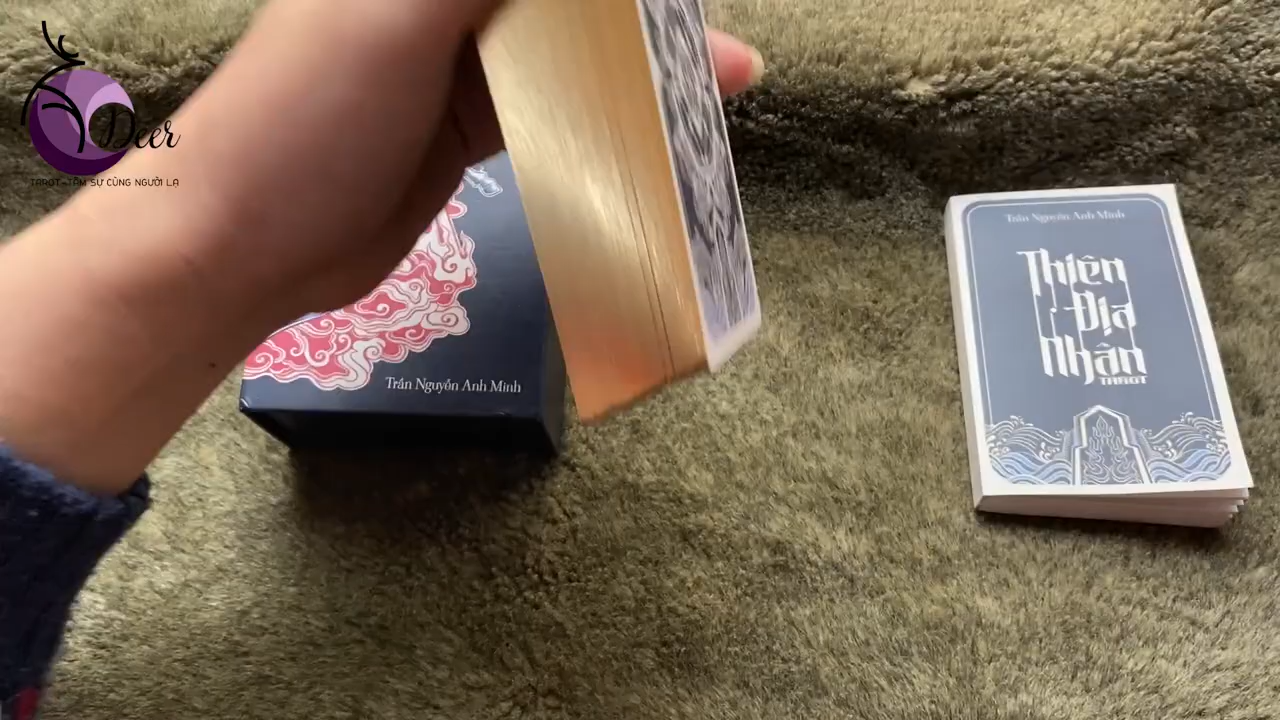 Deer
TAROT-TÂM SỰ CÙNG NGƯỜI LẠ
Trần Nguyễn Anh Minh
Trần Nguyễn Anh Minh
Thiên
Địa
Nhân
TAROT